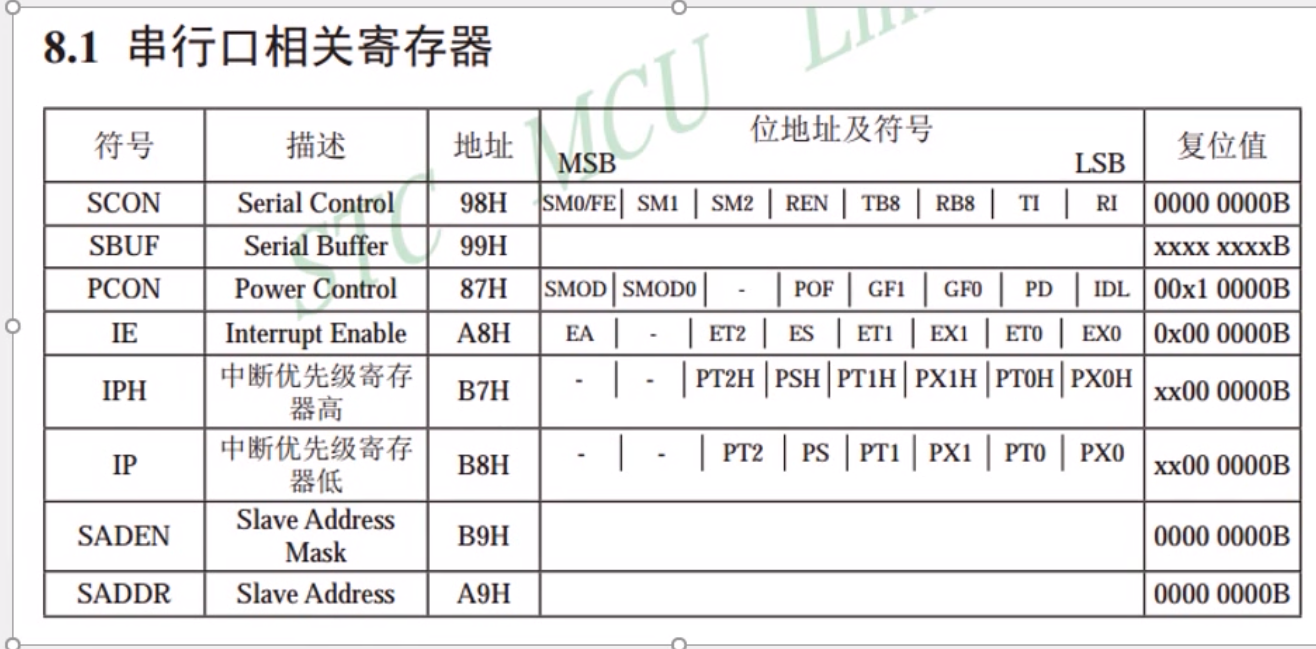 8.1 串行口相关寄存器
STC MCU
符号 描述 地址 位地址及符号 复位值
MSB LSB
SCON Serial Control 98H SM0/FE SM1 SM2 REN TB8 RB8 TI RI 0000 0000B
SBUF Serial Buffer 99H xxxx xxxxB
PCON Power Control 87H SMOD SMOD0 - POF GF1 GF0 PD IDL 00x1 0000B
IE Interrupt Enable A8H EA - ET2 ES ET1 EX1 ET0 EX0 0x00 0000B
IPH 中断优先级寄存 B7H - - PT2H PSH PT1H PX1H PT0H PX0H xx00 0000B
器高
IP 中断优先级寄存 B8H - - PT2 PS PT1 PX1 PT0 PX0 xx00 0000B
器低
SADEN Slave Address B9H 0000 0000B
Mask
SADDR Slave Address A9H 0000 0000B